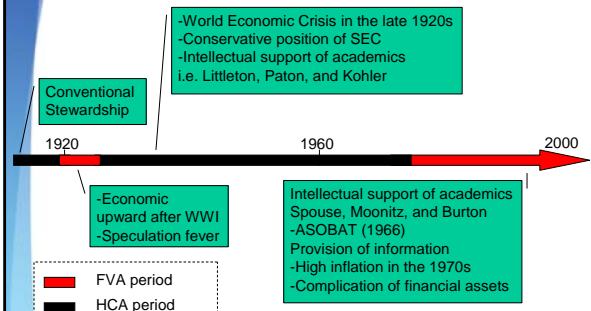 -World Economic Crisis in the late 1920s
-Conservative position of SEC
-Intellectual support of academics
i.e. Littleton, Paton, and Kohler
Conventional
Stewardship
1920
1960
2000
-Economic
upward after WWI
-Speculation fever
Intellectual support of academics
Spouse, Moonitz, and Burton
-ASOBAT (1966)
Provision of information
-High inflation in the 1970s
-Complication of financial assets
FVA period
HCA period